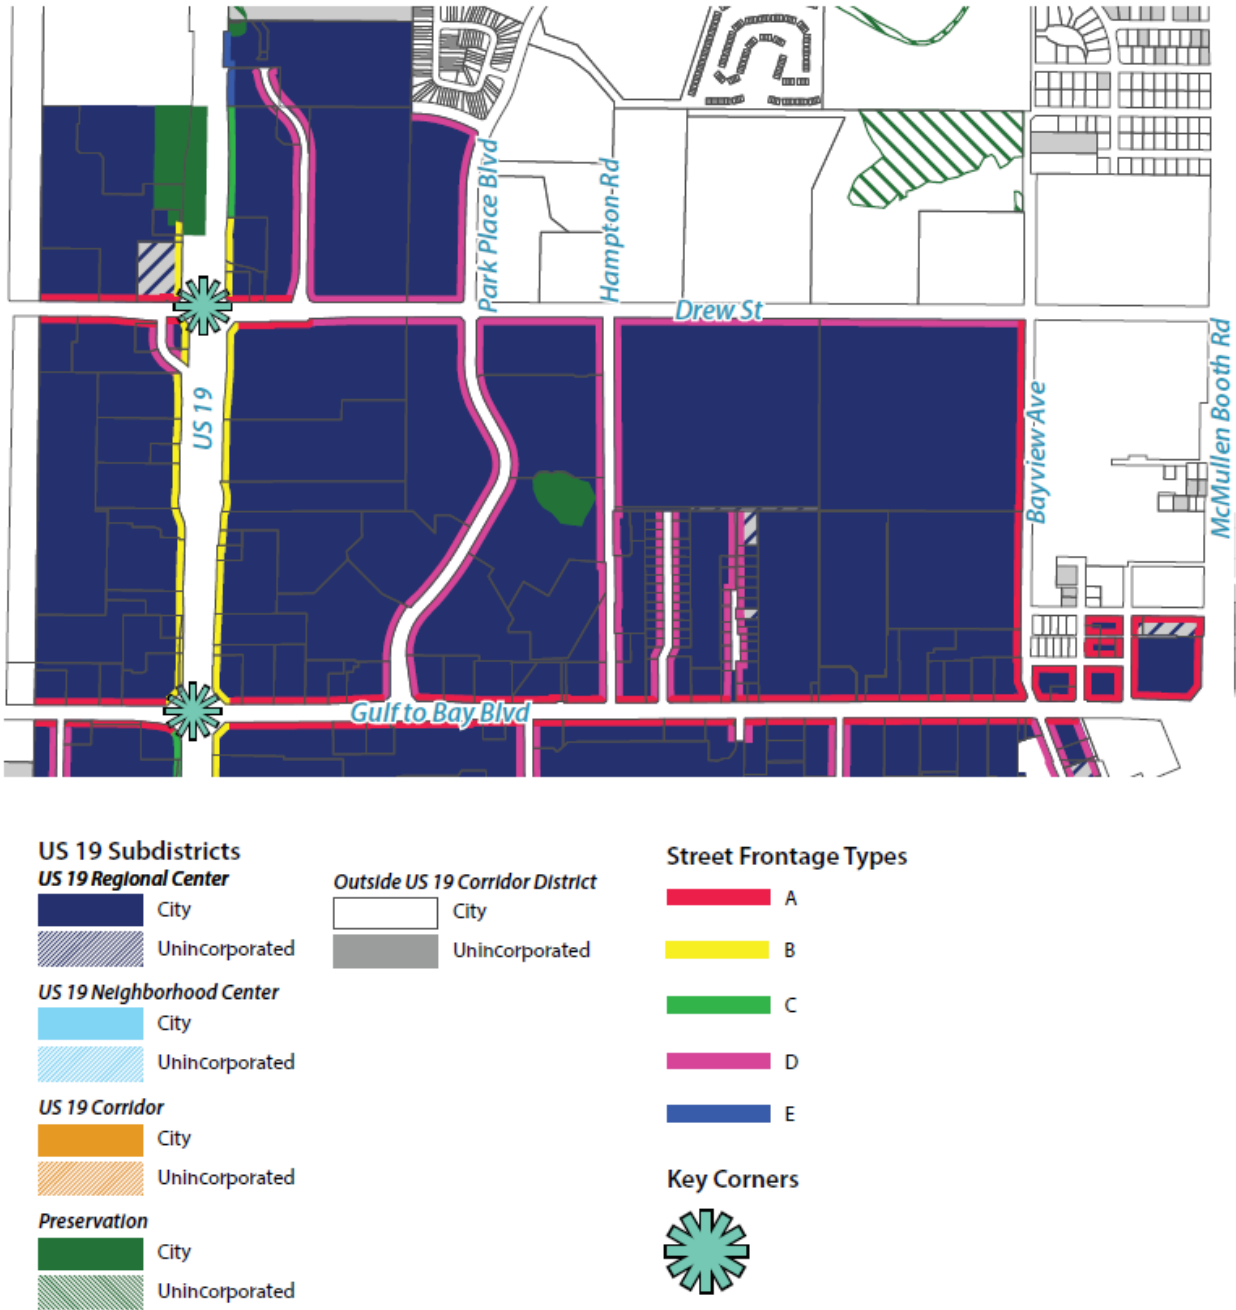 Park Place Blvd
Hampton-Rd
Drew St
US 19
Bayview-Ave
McMullen Booth Rd
Gulf to Bay Blvd
US 19 Subdistricts
US 19 Regional Center
City
Unincorporated
US 19 Neighborhood Center
City
Unincorporated
US 19 Corridor
City
Unincorporated
Preservation
City
Unincorporated
Outside US 19 Corridor District
City
Unincorporated
Street Frontage Types
A
B
C
D
E
Key Corners